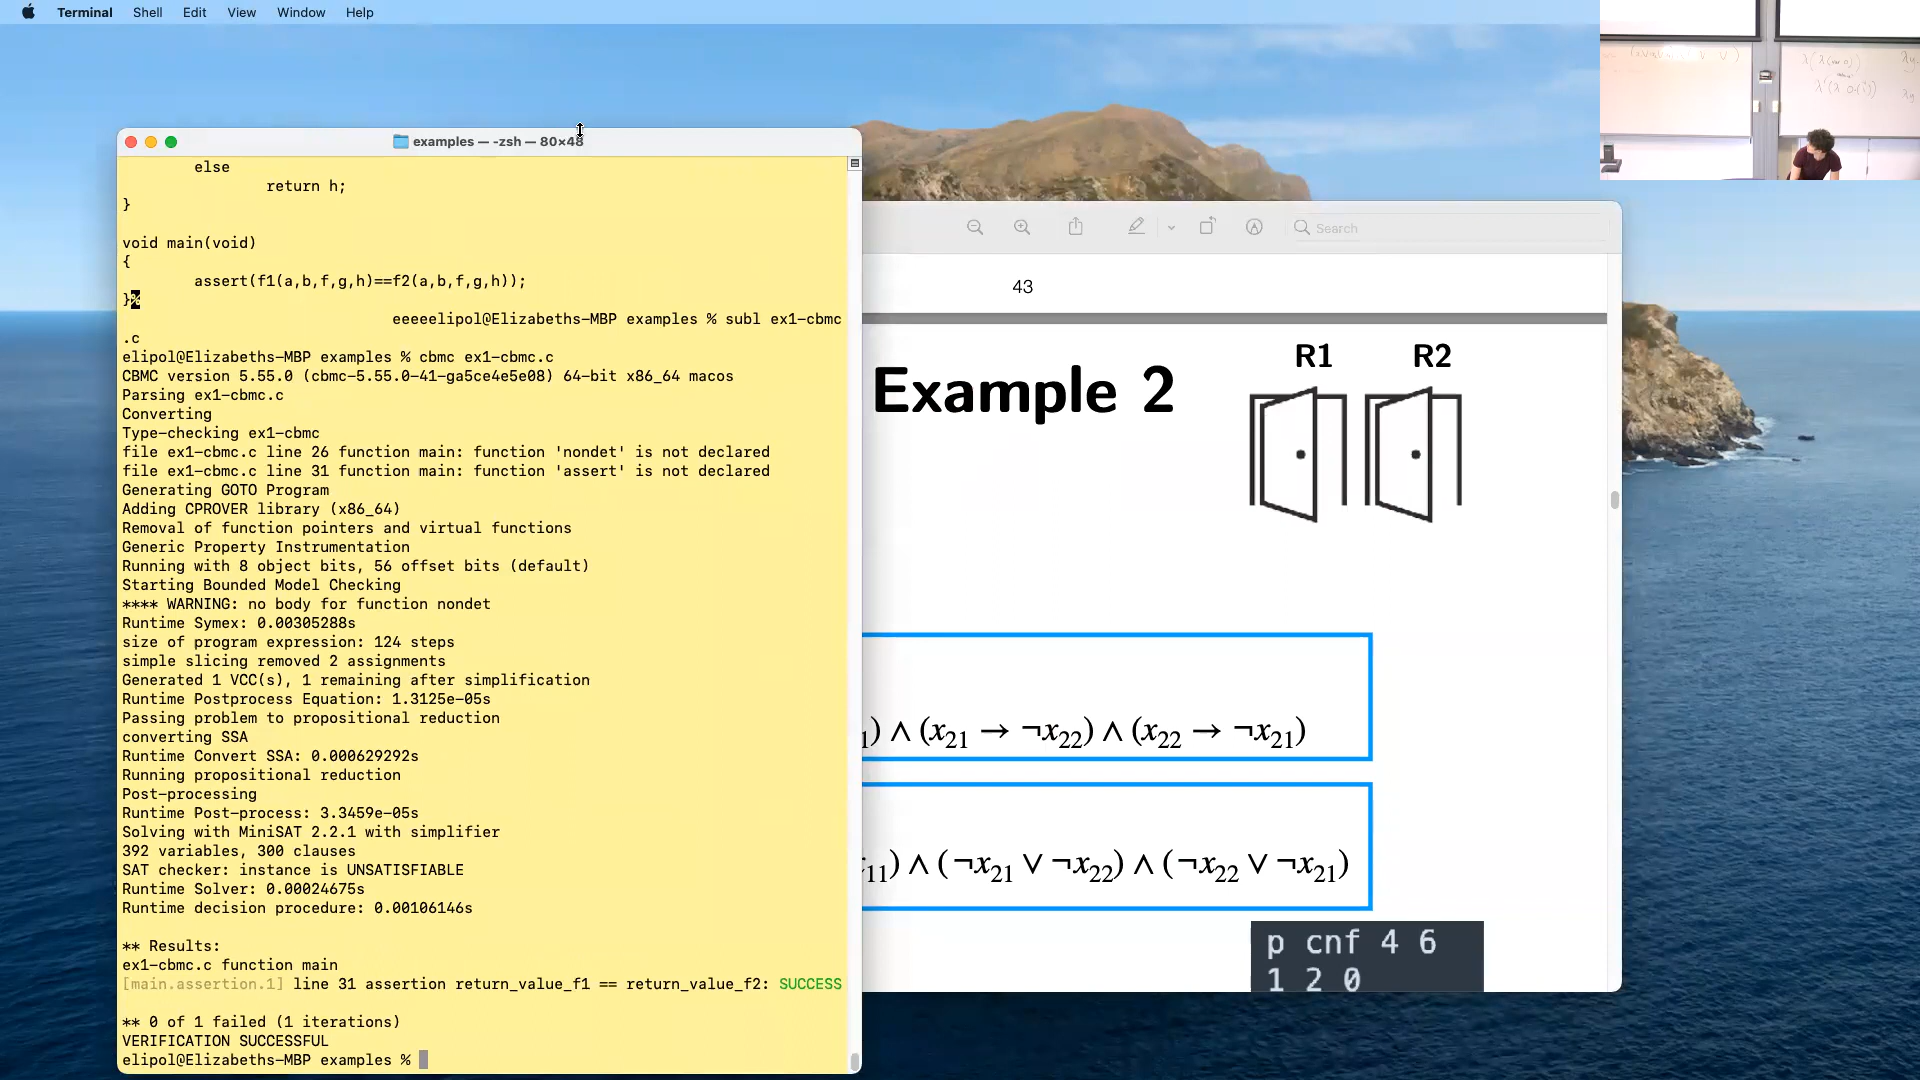 Terminal Shell Edit View Window Help
examples — -zsh — 80×48
else
return h;
}
void main(void)
{
assert(f1(a,b,f,g,h)==f2(a,b,f,g,h));
}%
eeeeelipol@Elizabeths-MBP examples % subl ex1-cbmc
.c
elipol@Elizabeths-MBP examples % cbmc ex1-cbmc.c
CBMC version 5.55.0 (cbmc-5.55.0-41-ga5ce4e5e08) 64-bit x86_64 macos
Parsing ex1-cbmc.c
Converting
Type-checking ex1-cbmc
file ex1-cbmc.c line 26 function main: function 'nondet' is not declared
file ex1-cbmc.c line 31 function main: function 'assert' is not declared
Generating GOTO Program
Adding CPROVER library (x86_64)
Removal of function pointers and virtual functions
Generic Property Instrumentation
Running with 8 object bits, 56 offset bits (default)
Starting Bounded Model Checking
**** WARNING: no body for function nondet
Runtime Symex: 0.00305288s
size of program expression: 124 steps
simple slicing removed 2 assignments
Generated 1 VCC(s), 1 remaining after simplification
Runtime Postprocess Equation: 1.3125e-05s
Passing problem to propositional reduction
converting SSA
Runtime Convert SSA: 0.000629292s
Running propositional reduction
Post-processing
Runtime Post-process: 3.3459e-05s
Solving with MiniSAT 2.2.1 with simplifier
392 variables, 300 clauses
SAT checker: instance is UNSATISFIABLE
Runtime Solver: 0.00024675s
Runtime decision procedure: 0.00106146s
** Results:
ex1-cbmc.c function main
[main.assertion.1] line 31 assertion return_value_f1 == return_value_f2: SUCCESS
** 0 of 1 failed (1 iterations)
VERIFICATION SUCCESSFUL
elipol@Elizabeths-MBP examples %
Search
43
Example 2
R1 R2
₁) ∧ (x₂₁ → ¬x₂₂) ∧ (x₂₂ → ¬x₂₁)
₁₁) ∧ (¬x₂₁ ∨ ¬x₂₂) ∧ (¬x₂₂ ∨ ¬x₂₁)
p cnf 4 6
1 2 0